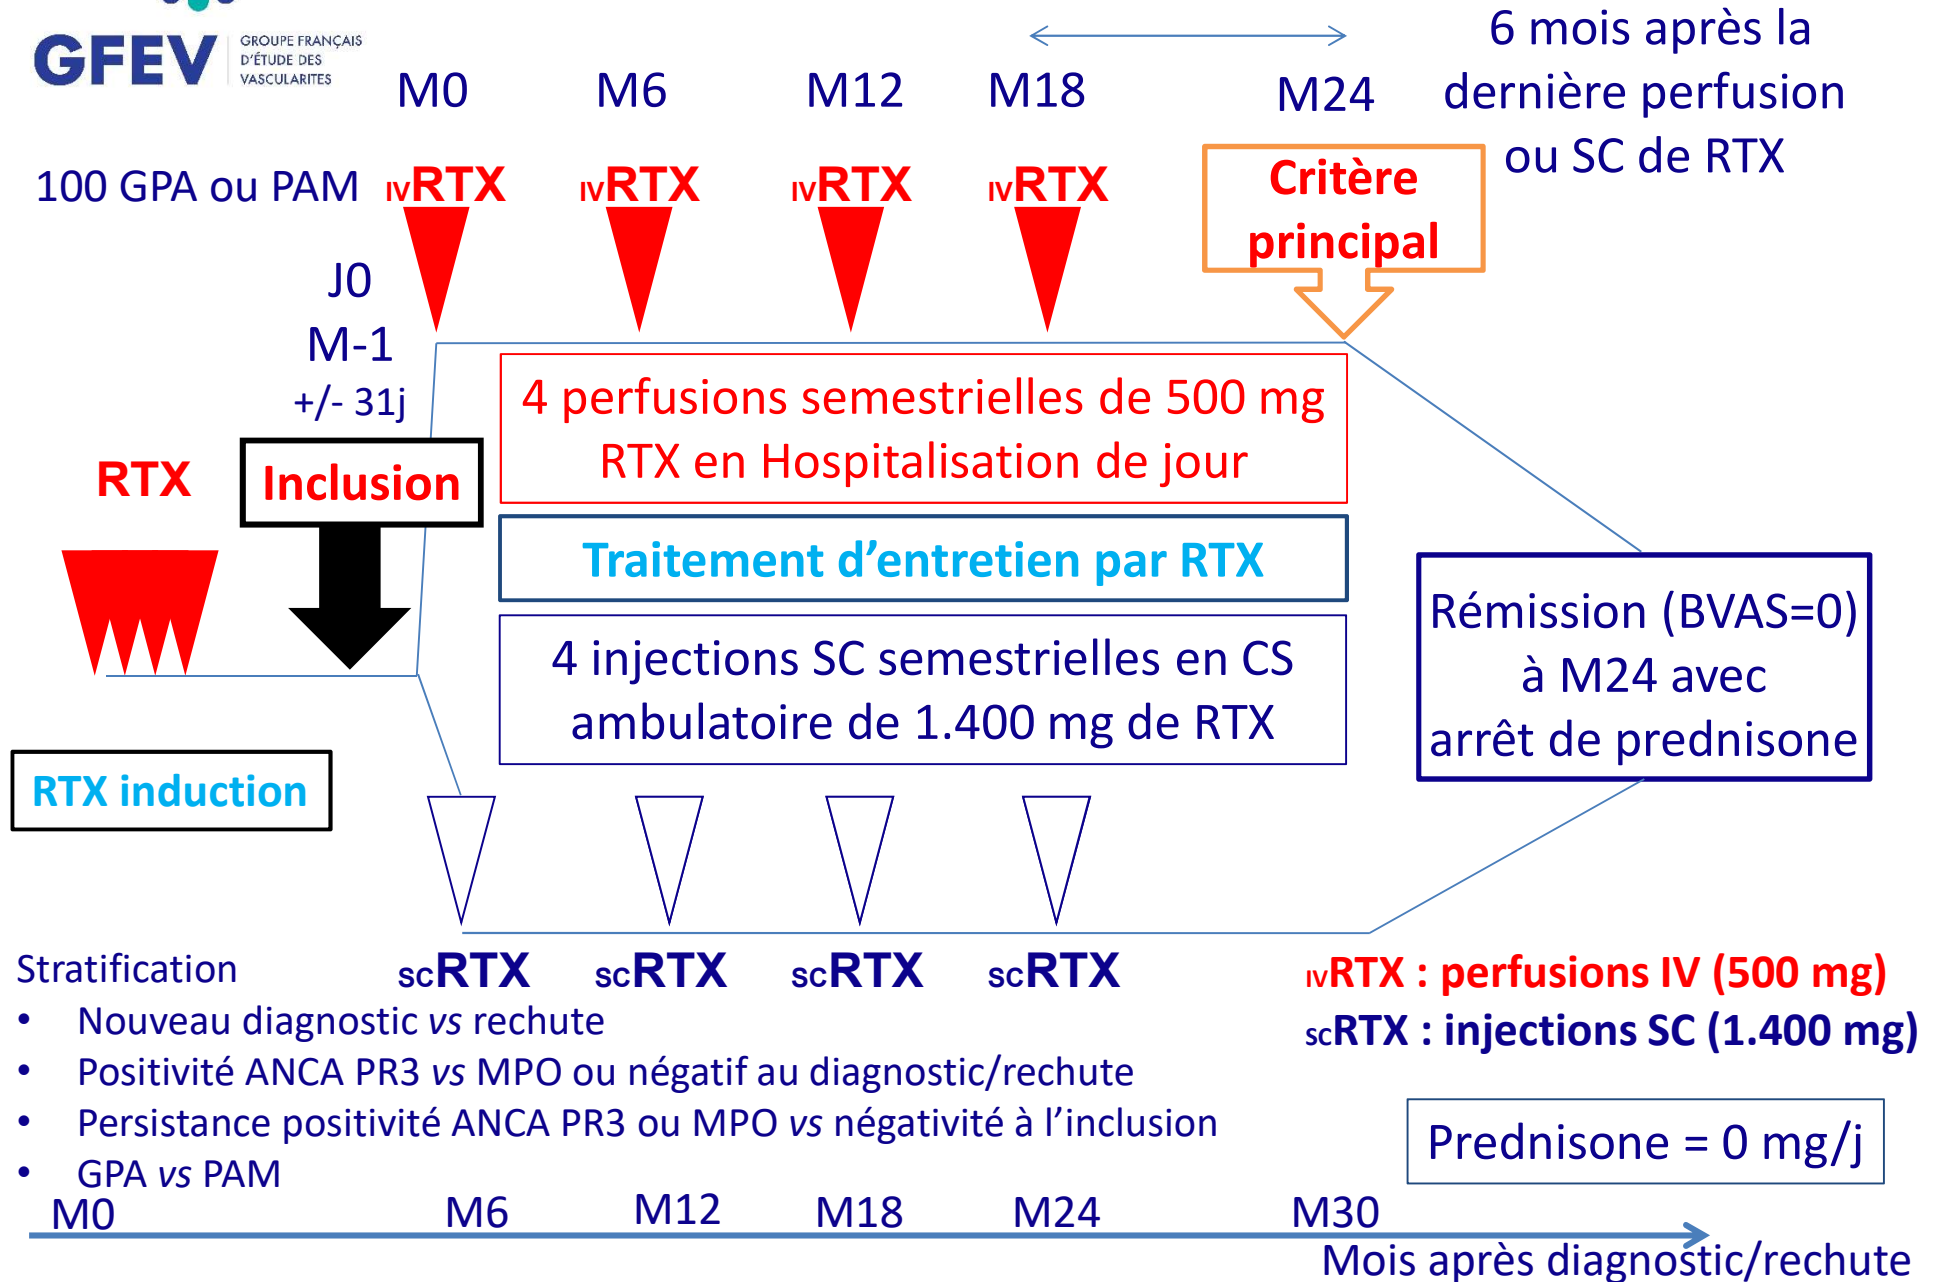 GFEV
GROUPE FRANÇAIS
D'ÉTUDE DES
VASCULARITES
M0 M6 M12 M18 M24
6 mois après la
dernière perfusion
ou SC de RTX
100 GPA ou PAM
IVRTX IVRTX IVRTX IVRTX
Critère
principal
J0
M-1
+/- 31j
4 perfusions semestrielles de 500 mg
RTX en Hospitalisation de jour
RTX
Inclusion
Traitement d’entretien par RTX
4 injections SC semestrielles en CS
ambulatoire de 1.400 mg de RTX
Rémission (BVAS=0)
à M24 avec
arrêt de prednisone
RTX induction
scRTX scRTX scRTX scRTX
IVRTX : perfusions IV (500 mg)
scRTX : injections SC (1.400 mg)
Stratification
• Nouveau diagnostic vs rechute
• Positivité ANCA PR3 vs MPO ou négatif au diagnostic/rechute
• Persistance positivité ANCA PR3 ou MPO vs négativité à l’inclusion
• GPA vs PAM
Prednisone = 0 mg/j
M0 M6 M12 M18 M24 M30
Mois après diagnostic/rechute